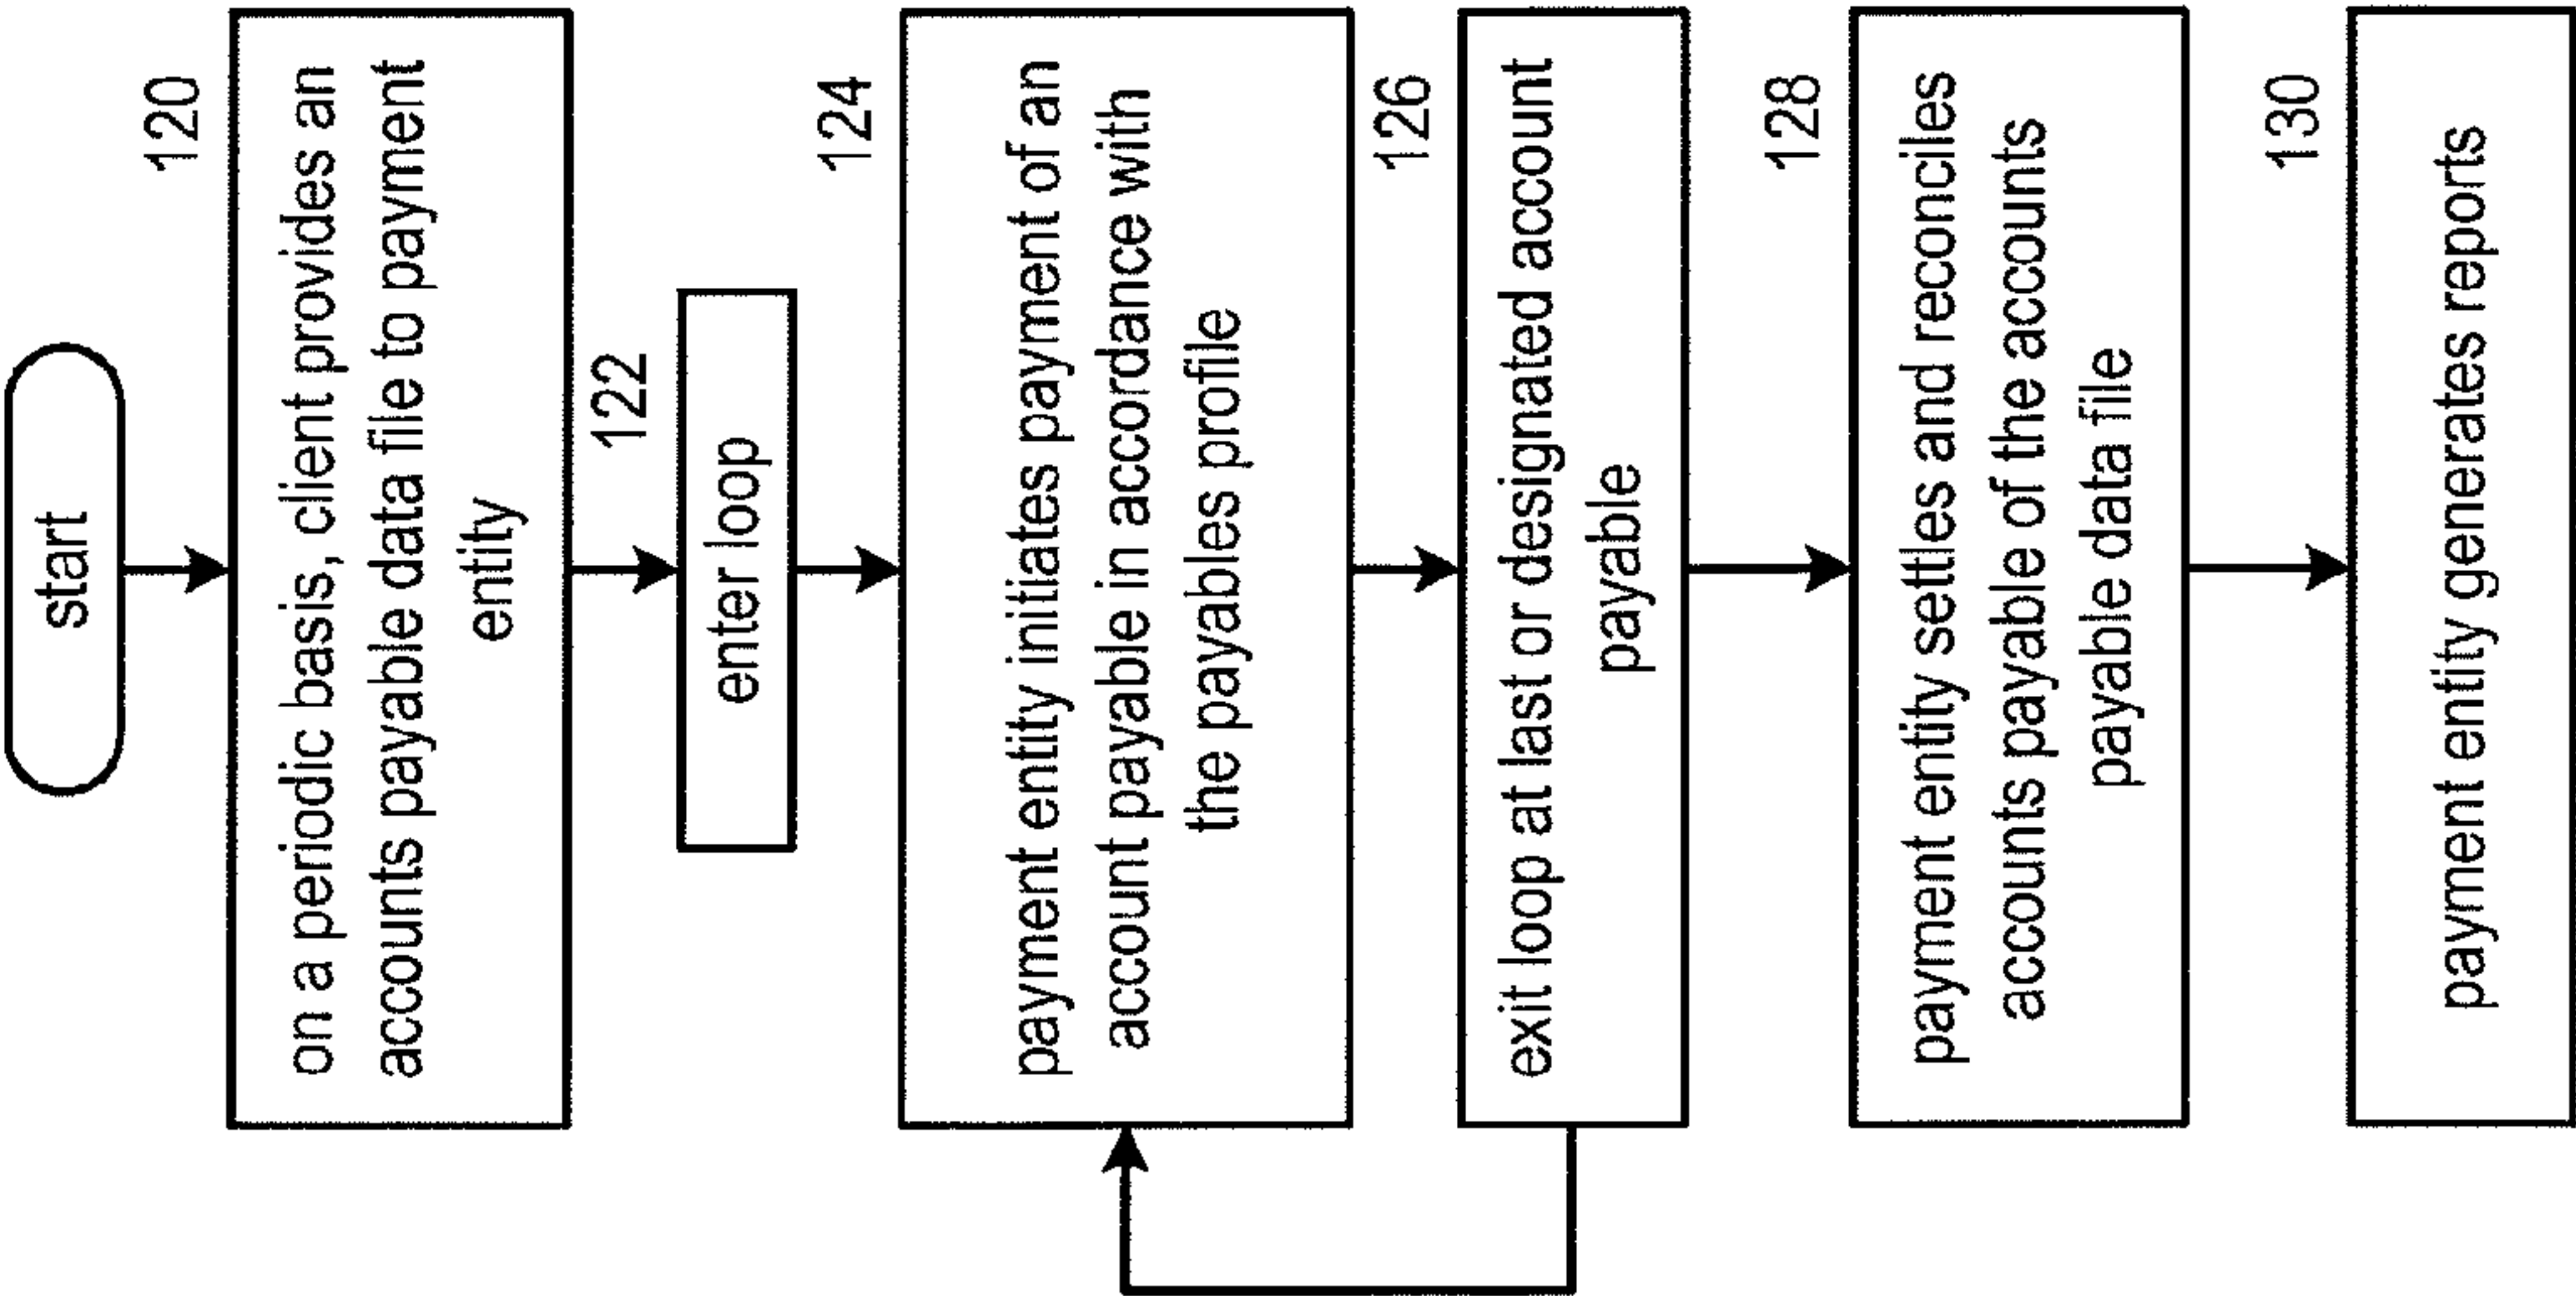 start
120
on a periodic basis, client provides an
accounts payable data file to payment
entity
122
enter loop
124
payment entity initiates payment of an
account payable in accordance with
the payables profile
126
exit loop at last or designated account
payable
128
payment entity settles and reconciles
accounts payable of the accounts
payable data file
130
payment entity generates reports